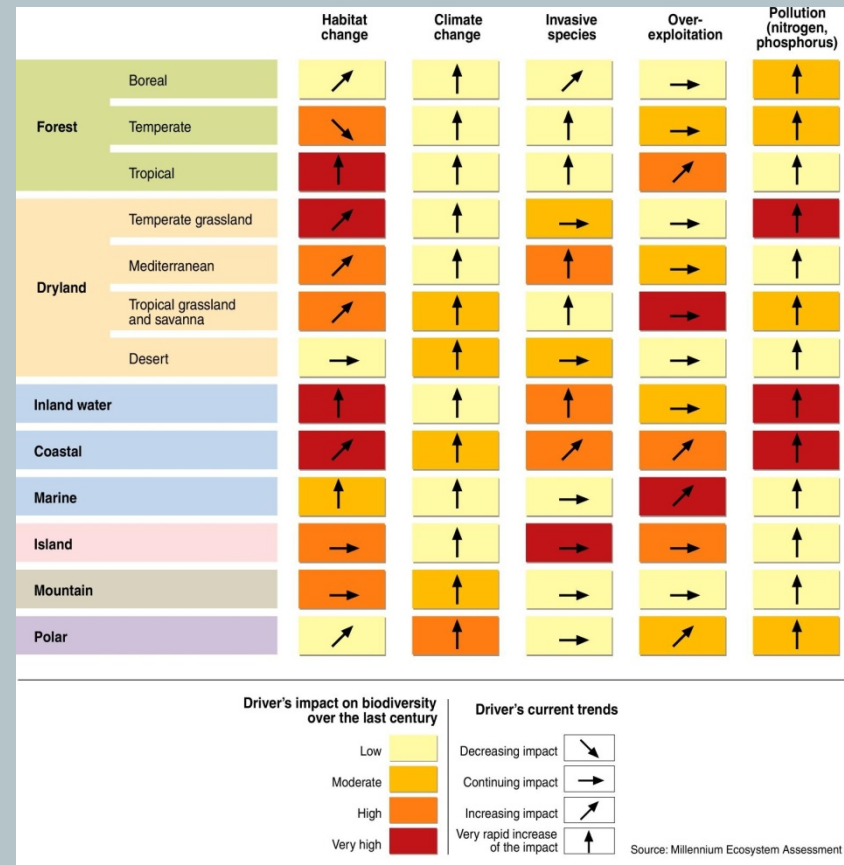 Habitat
change
Climate
change
Invasive
species
Over-
exploitation
Pollution
(nitrogen,
phosphorus)
Forest
Boreal
Temperate
Tropical
Dryland
Temperate grassland
Mediterranean
Tropical grassland
and savanna
Desert
Inland water
Coastal
Marine
Island
Mountain
Polar
Driver's impact on biodiversity
over the last century
Low
Moderate
High
Very high
Driver's current trends
Decreasing impact
Continuing impact
Increasing impact
Very rapid increase
of the impact
Source: Millennium Ecosystem Assessment